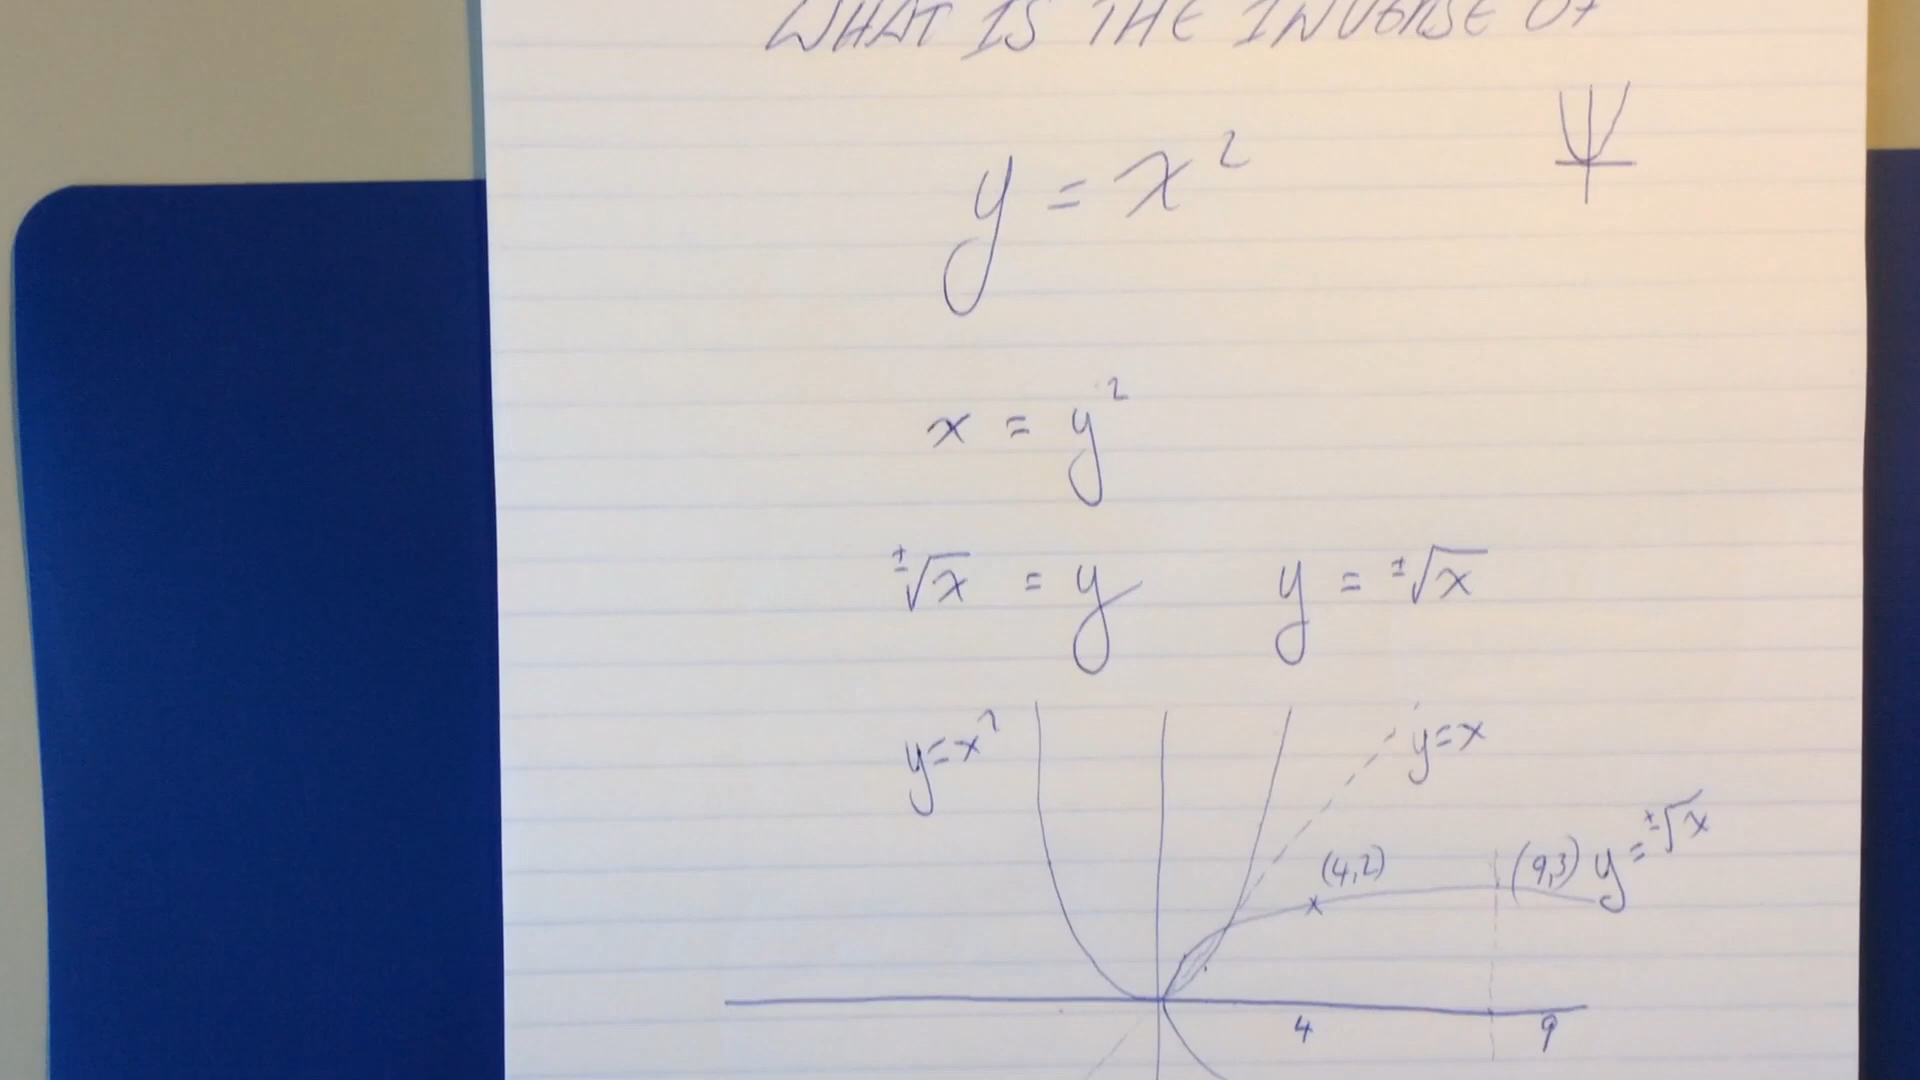 WHAT IS THE INVERSE OF
y = x²
x = y²
±√x = y    y = ±√x
y=x²
y=x
(4,2)
(9,3)
y=±√x
4
9